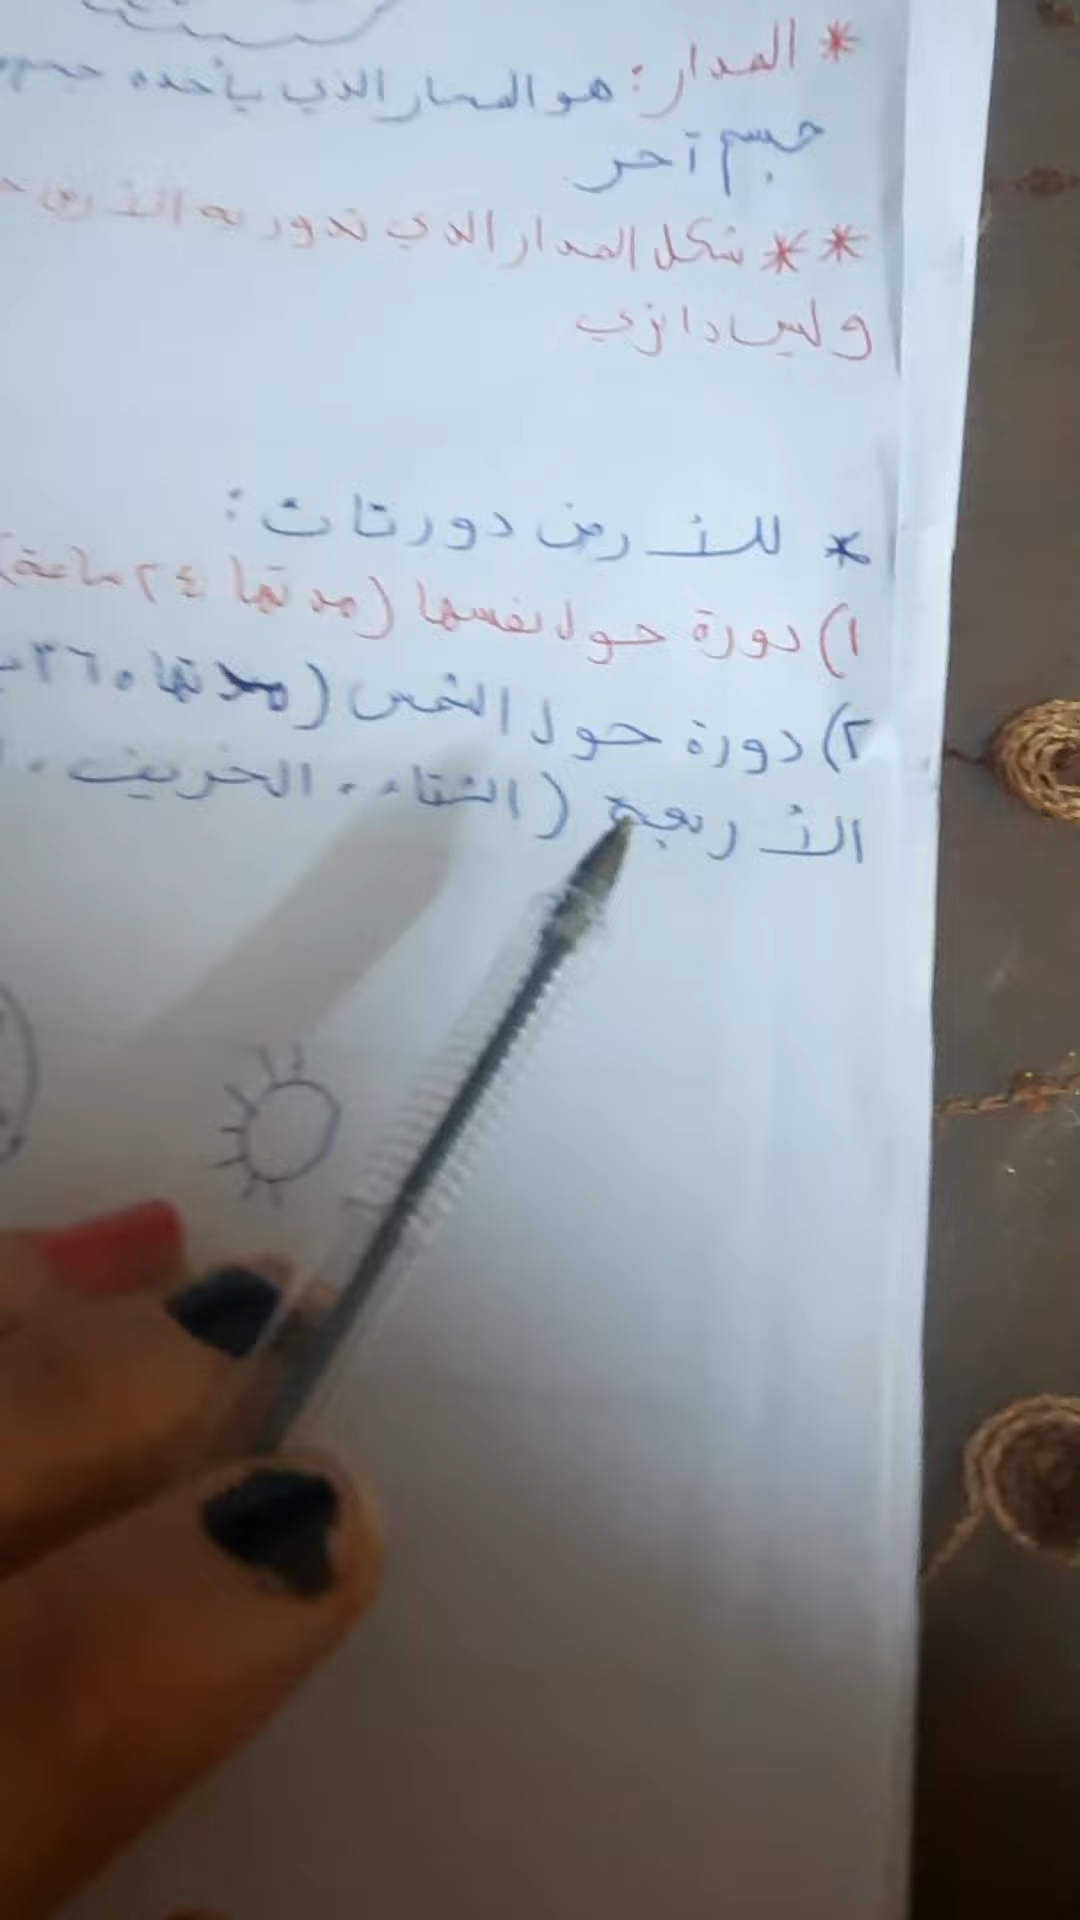 * المدار: هو المسار الذي يأخذه جسم
جسم آخر
** شكل المدار الذي تدور به الأرض
وليس دائري
* للأرض دورتان:
١) دورة حول نفسها (مدتها ٢٤ ساعة)
٢) دورة حول الشمس (مدتها ٣٦٠
الأربعة (الشتاء. الخريف.